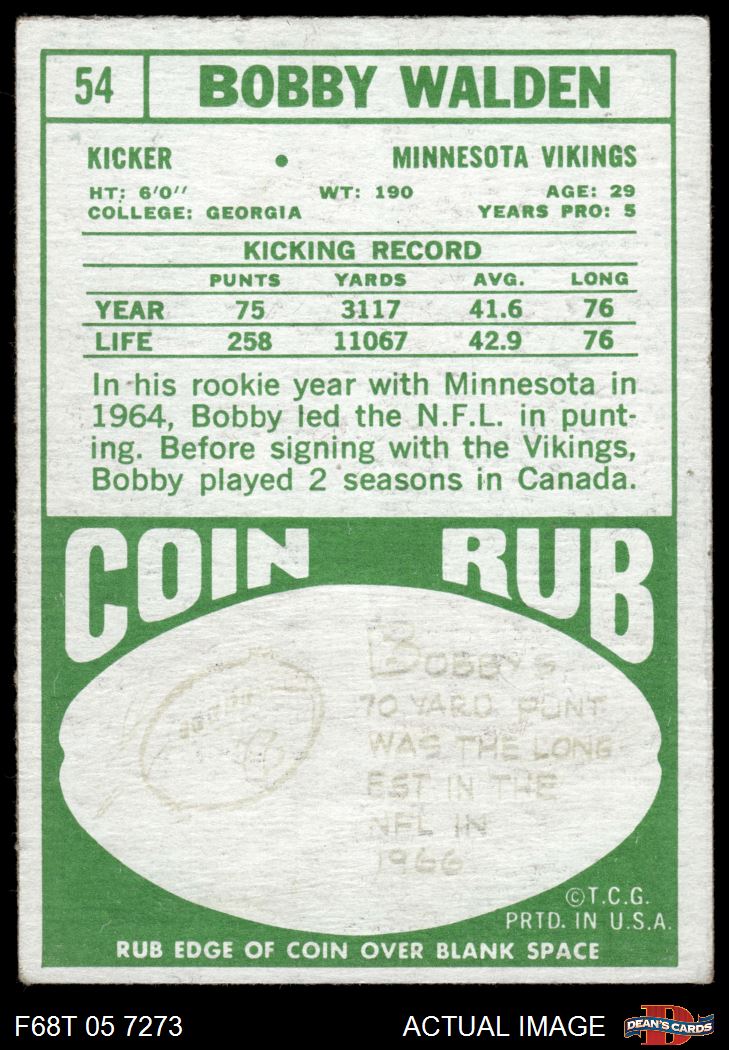 54 BOBBY WALDEN
KICKER • MINNESOTA VIKINGS
HT: 6'0'' WT: 190 AGE: 29
COLLEGE: GEORGIA YEARS PRO: 5
KICKING RECORD
PUNTS YARDS AVG. LONG
YEAR 75 3117 41.6 76
LIFE 258 11067 42.9 76
In his rookie year with Minnesota in
1964, Bobby led the N.F.L. in punt-
ing. Before signing with the Vikings,
Bobby played 2 seasons in Canada.
COIN RUB
BOBBY'S
70 YARD PUNT
WAS THE LONG
EST IN THE
NFL IN
1966
©T.C.G.
PRTD. IN U.S.A.
RUB EDGE OF COIN OVER BLANK SPACE
F68T 05 7273 ACTUAL IMAGE DEAN'S CARDS